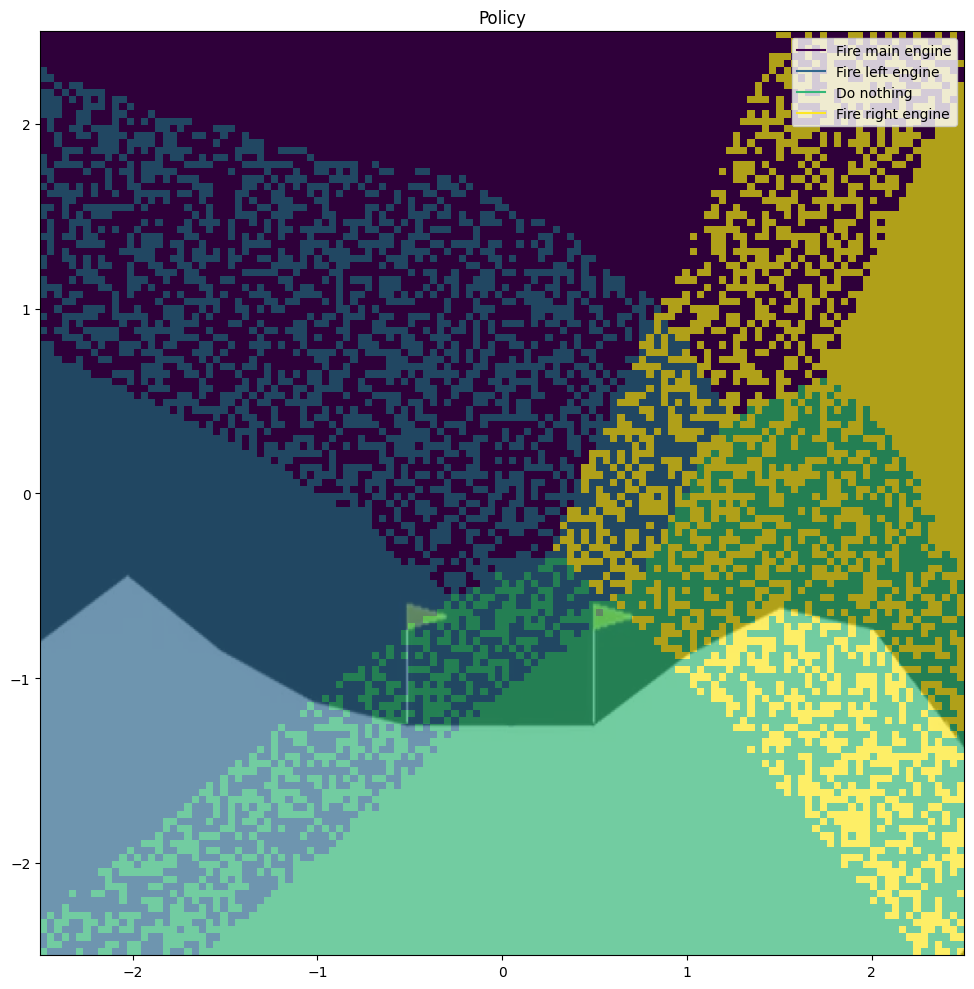 Policy
Fire main engine
Fire left engine
Do nothing
Fire right engine
2
1
0
−1
−2
−2
−1
0
1
2